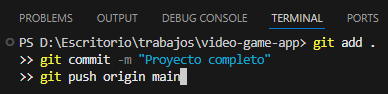 PROBLEMS OUTPUT DEBUG CONSOLE TERMINAL PORTS
PS D:\Escritorio\trabajos\video-game-app> git add .
>> git commit -m "Proyecto completo"
>> git push origin main